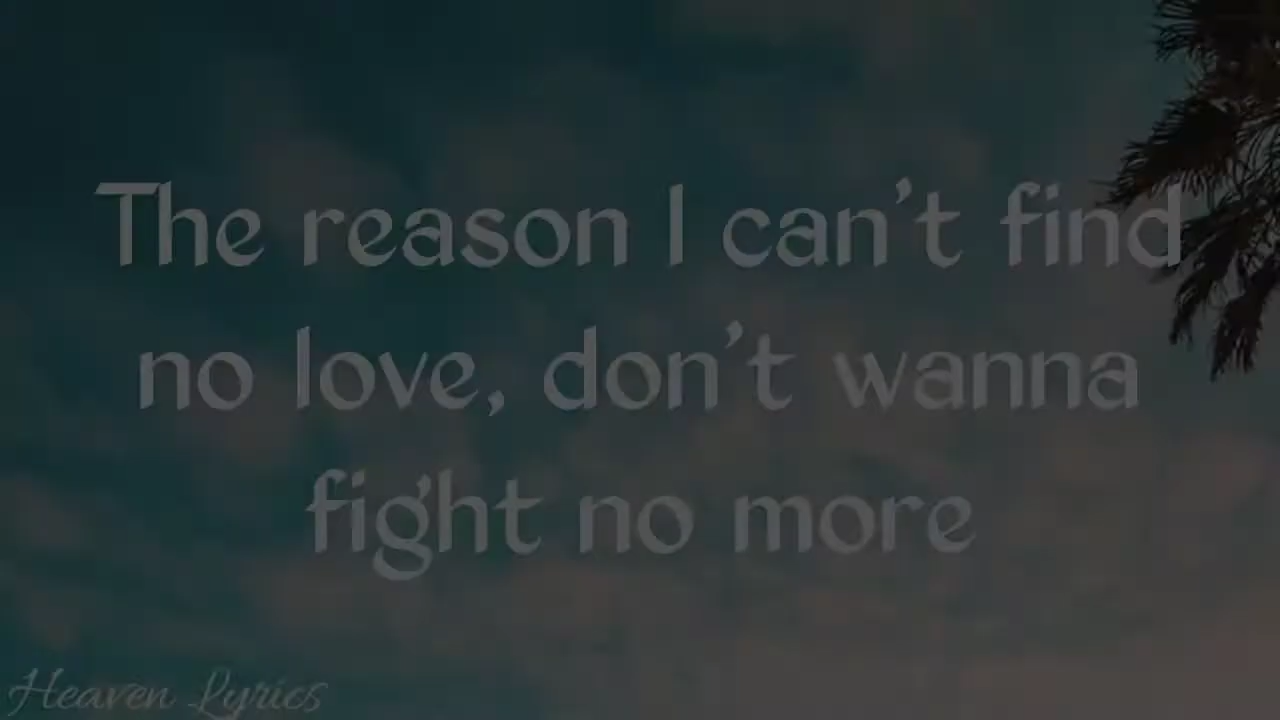 The reason I can't find
no love, don't wanna
fight no more
Heaven Lyrics